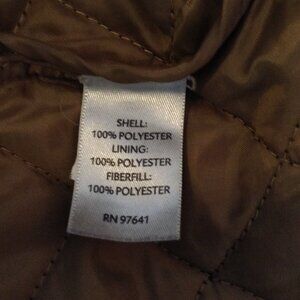 SHELL:
100% POLYESTER
LINING:
100% POLYESTER
FIBERFILL:
100% POLYESTER
RN 97641